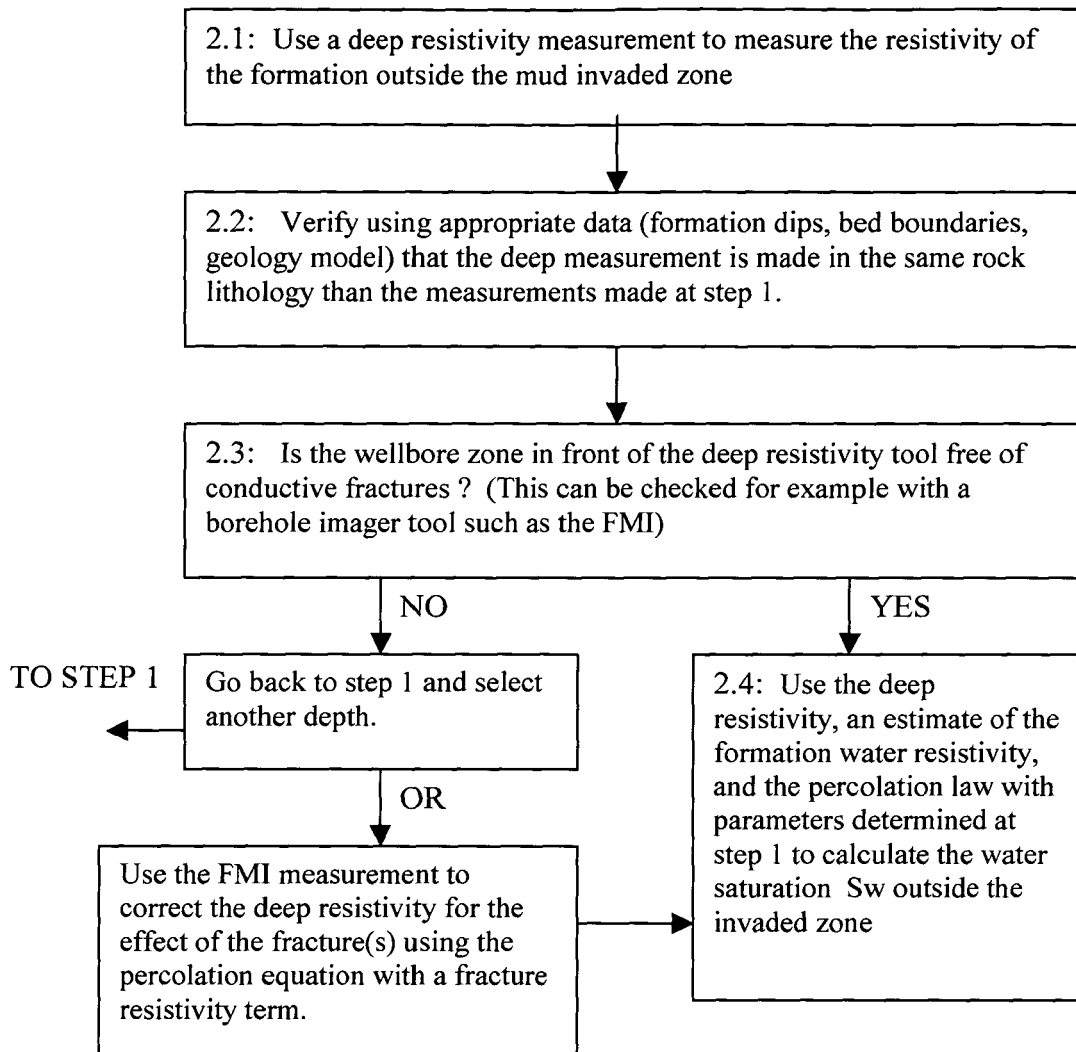 2.1: Use a deep resistivity measurement to measure the resistivity of
the formation outside the mud invaded zone
2.2: Verify using appropriate data (formation dips, bed boundaries,
geology model) that the deep measurement is made in the same rock
lithology than the measurements made at step 1.
2.3: Is the wellbore zone in front of the deep resistivity tool free of
conductive fractures ? (This can be checked for example with a
borehole imager tool such as the FMI)
NO
YES
TO STEP 1
Go back to step 1 and select
another depth.
OR
Use the FMI measurement to
correct the deep resistivity for the
effect of the fracture(s) using the
percolation equation with a fracture
resistivity term.
2.4: Use the deep
resistivity, an estimate of the
formation water resistivity,
and the percolation law with
parameters determined at
step 1 to calculate the water
saturation Sw outside the
invaded zone